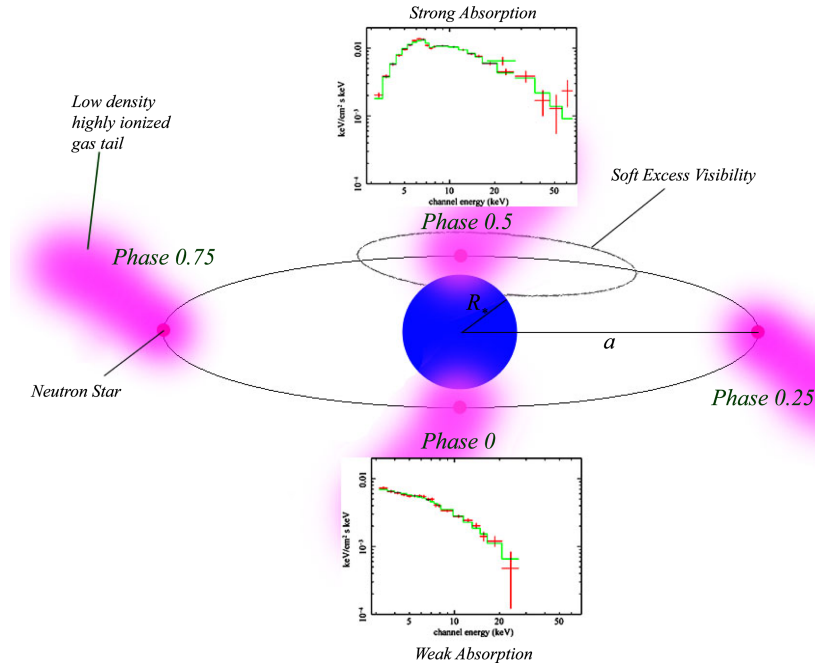 Strong Absorption
0.01
10⁻³
10⁻⁴
keV/cm² s keV
5
10
20
50
channel energy (keV)
Low density
highly ionized
gas tail
Soft Excess Visibility
Phase 0.5
Phase 0.75
R*
a
Neutron Star
Phase 0.25
Phase 0
0.01
10⁻³
10⁻⁴
keV/cm² s keV
5
10
20
channel energy (keV)
Weak Absorption